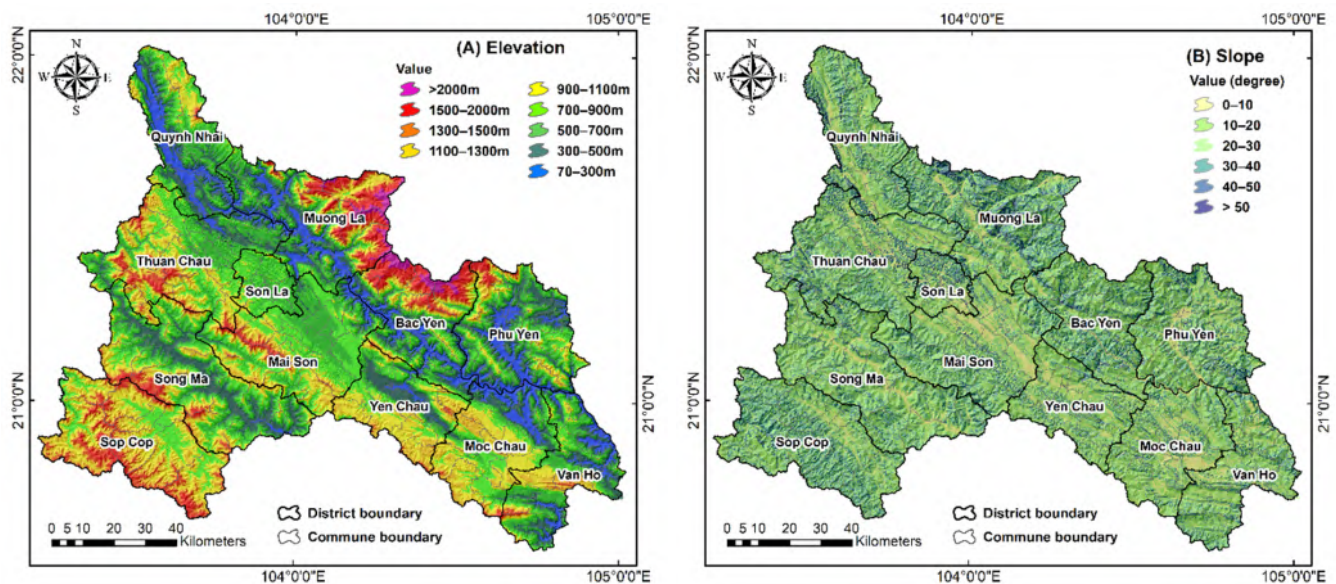 104°0'0"E
105°0'0"E
22°0'0"N
21°0'0"N
N
W
E
S
(A) Elevation
Value
>2000m
1500–2000m
1300–1500m
1100–1300m
900–1100m
700–900m
500–700m
300–500m
70–300m
Quynh Nhai
Muong La
Thuan Chau
Son La
Bac Yen
Phu Yen
Mai Son
Song Ma
Yen Chau
Sop Cop
Moc Chau
Van Ho
0 5 10 20 30 40
Kilometers
District boundary
Commune boundary
21°0'0"N
104°0'0"E
105°0'0"E
104°0'0"E
105°0'0"E
22°0'0"N
21°0'0"N
N
W
E
S
(B) Slope
Value (degree)
0–10
10–20
20–30
30–40
40–50
> 50
Quynh Nhai
Muong La
Thuan Chau
Son La
Bac Yen
Phu Yen
Mai Son
Song Ma
Yen Chau
Sop Cop
Moc Chau
Van Ho
0 5 10 20 30 40
Kilometers
District boundary
Commune boundary
21°0'0"N
104°0'0"E
105°0'0"E